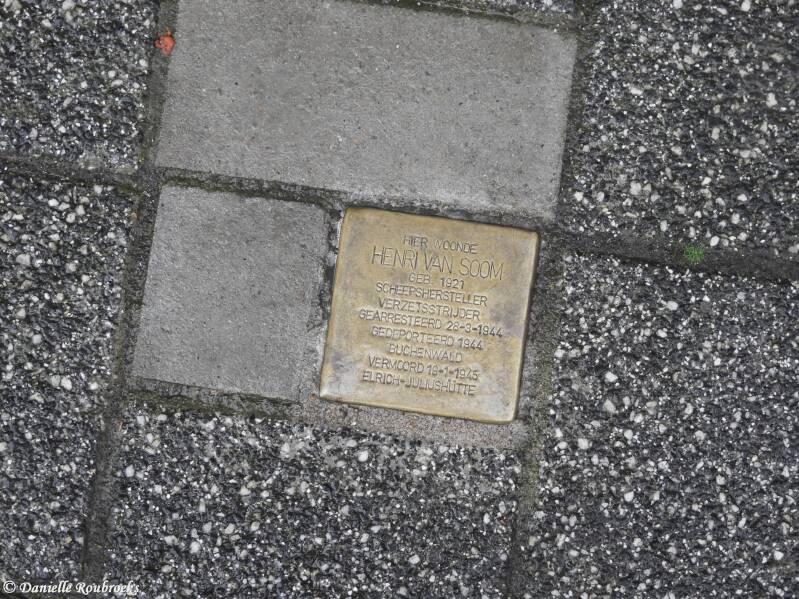 HIER WOONDE
HENRI VAN SOOM
GEB. 1921
SCHEEPSHERSTELLER
VERZETSSTRIJDER
GEARRESTEERD 28-3-1944
GEDEPORTEERD 1944
BUCHENWALD
VERMOORD 19-1-1945
ELRICH-JULIUSHÜTTE
© Danielle Roubroeks